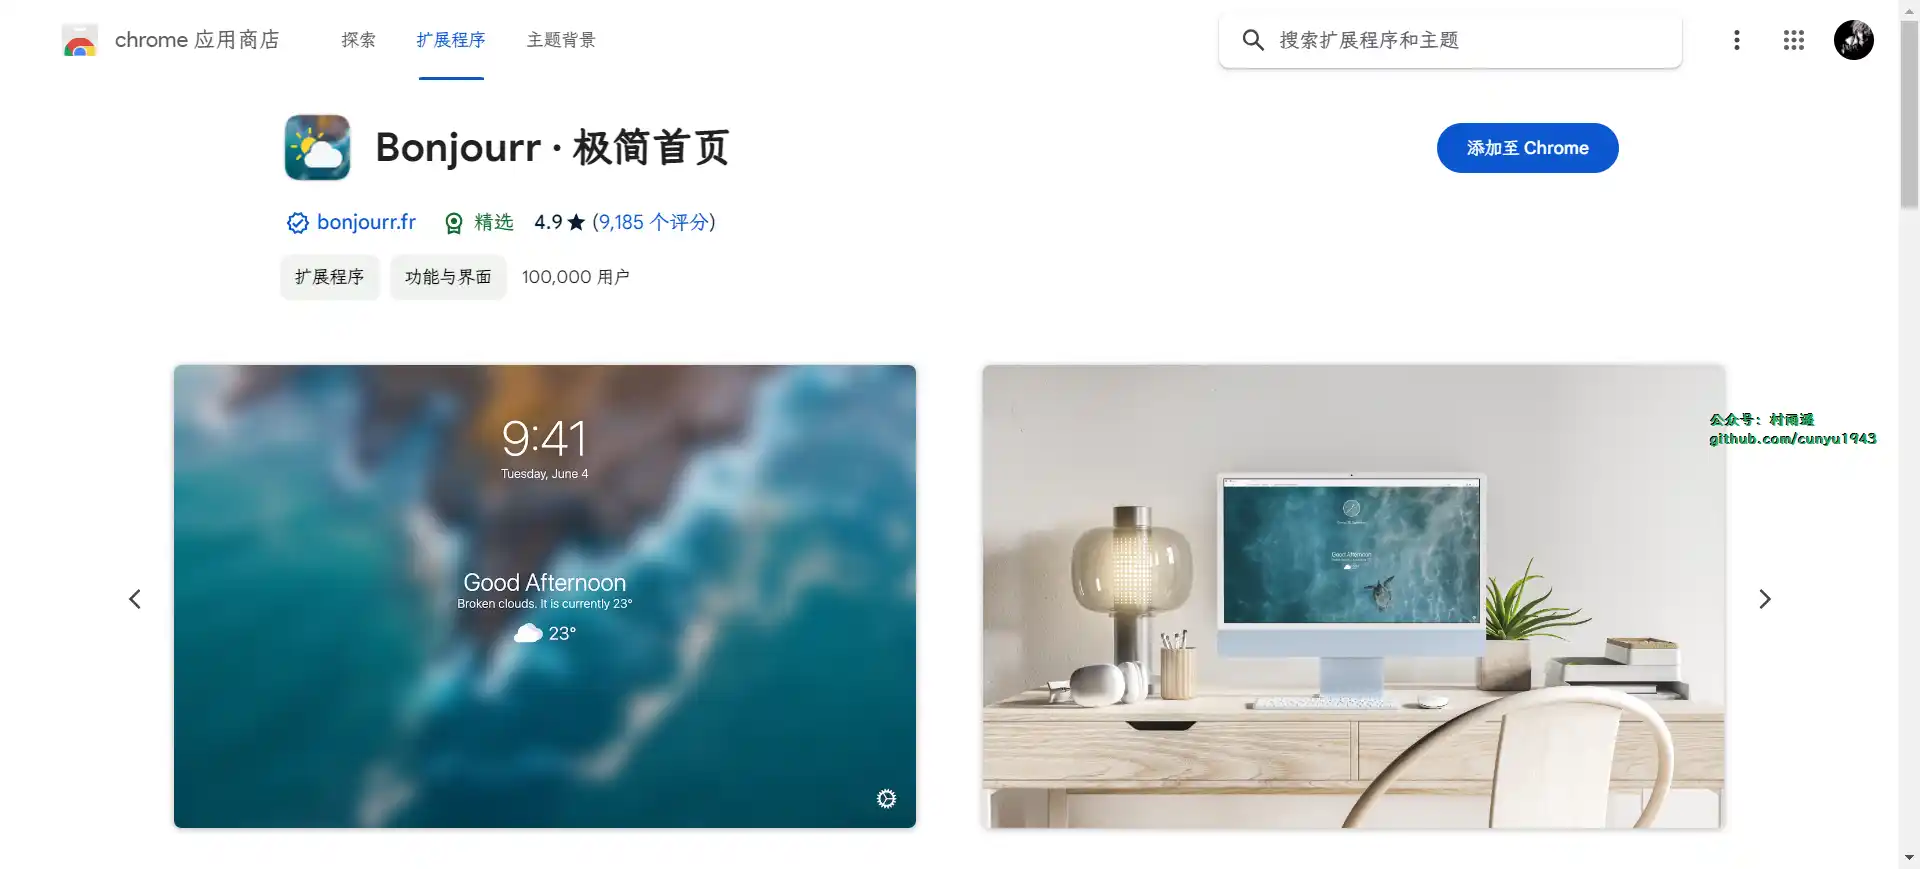 chrome 应用商店
探索
扩展程序
主题背景
搜索扩展程序和主题
Bonjourr · 极简首页
添加至 Chrome
bonjourr.fr
精选
4.9 ★ (9,185 个评分)
扩展程序
功能与界面
100,000 用户
9:41
Tuesday, June 4
Good Afternoon
Broken clouds. It is currently 23°
23°
Good Afternoon
公众号：村雨遥
github.com/cunyu1943